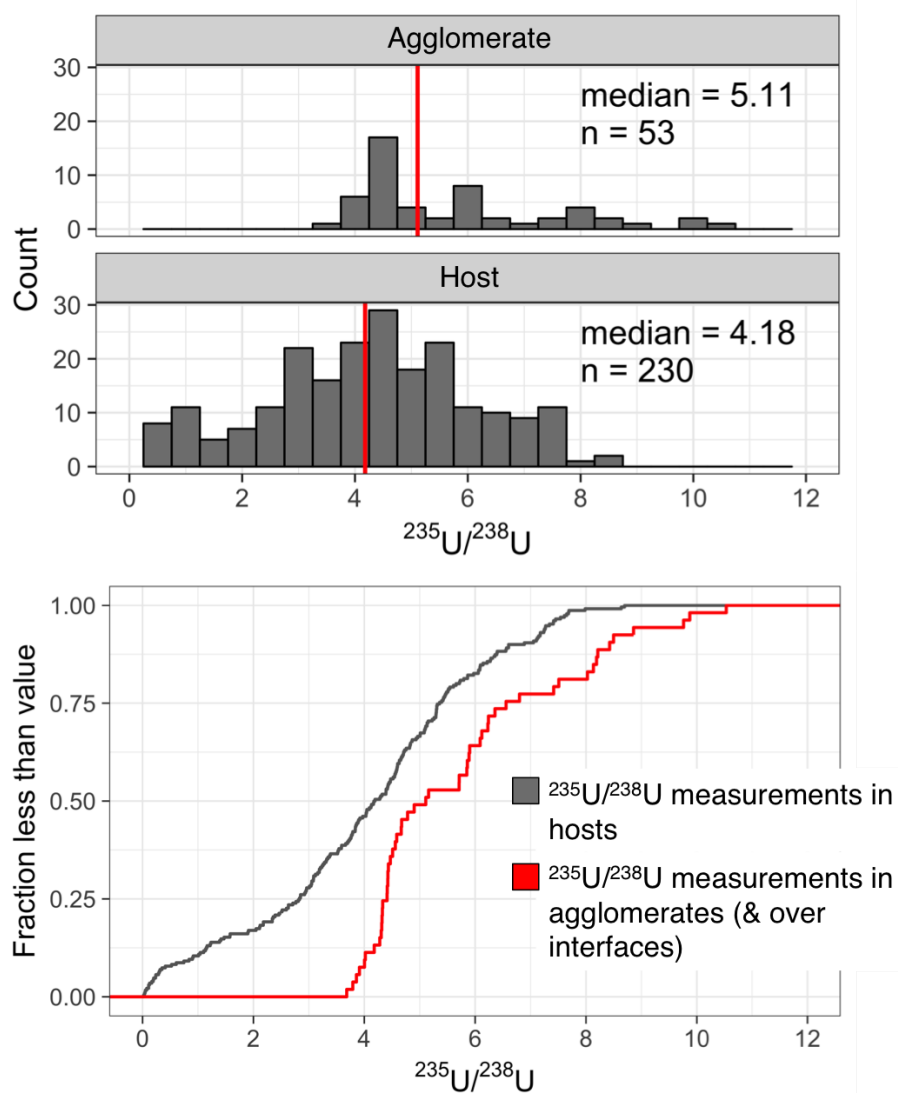 Agglomerate
30
20
10
0
median = 5.11
n = 53
Count
Host
30
20
10
0
median = 4.18
n = 230
0 2 4 6 8 10 12
²³⁵U/²³⁸U
1.00
0.75
0.50
0.25
0.00
Fraction less than value
²³⁵U/²³⁸U measurements in
hosts
²³⁵U/²³⁸U measurements in
agglomerates (& over
interfaces)
0 2 4 6 8 10 12
²³⁵U/²³⁸U